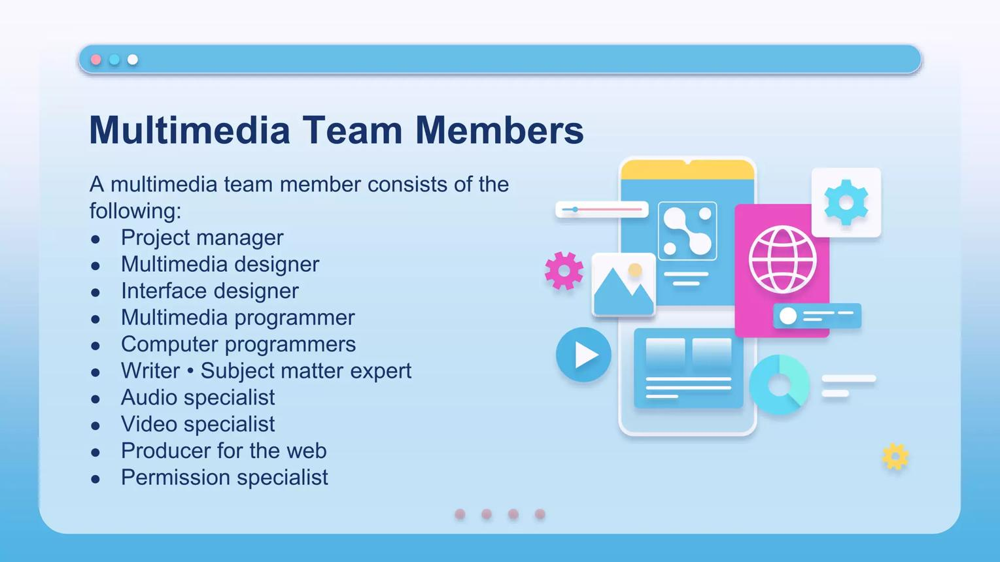 Multimedia Team Members
A multimedia team member consists of the
following:
● Project manager
● Multimedia designer
● Interface designer
● Multimedia programmer
● Computer programmers
● Writer • Subject matter expert
● Audio specialist
● Video specialist
● Producer for the web
● Permission specialist